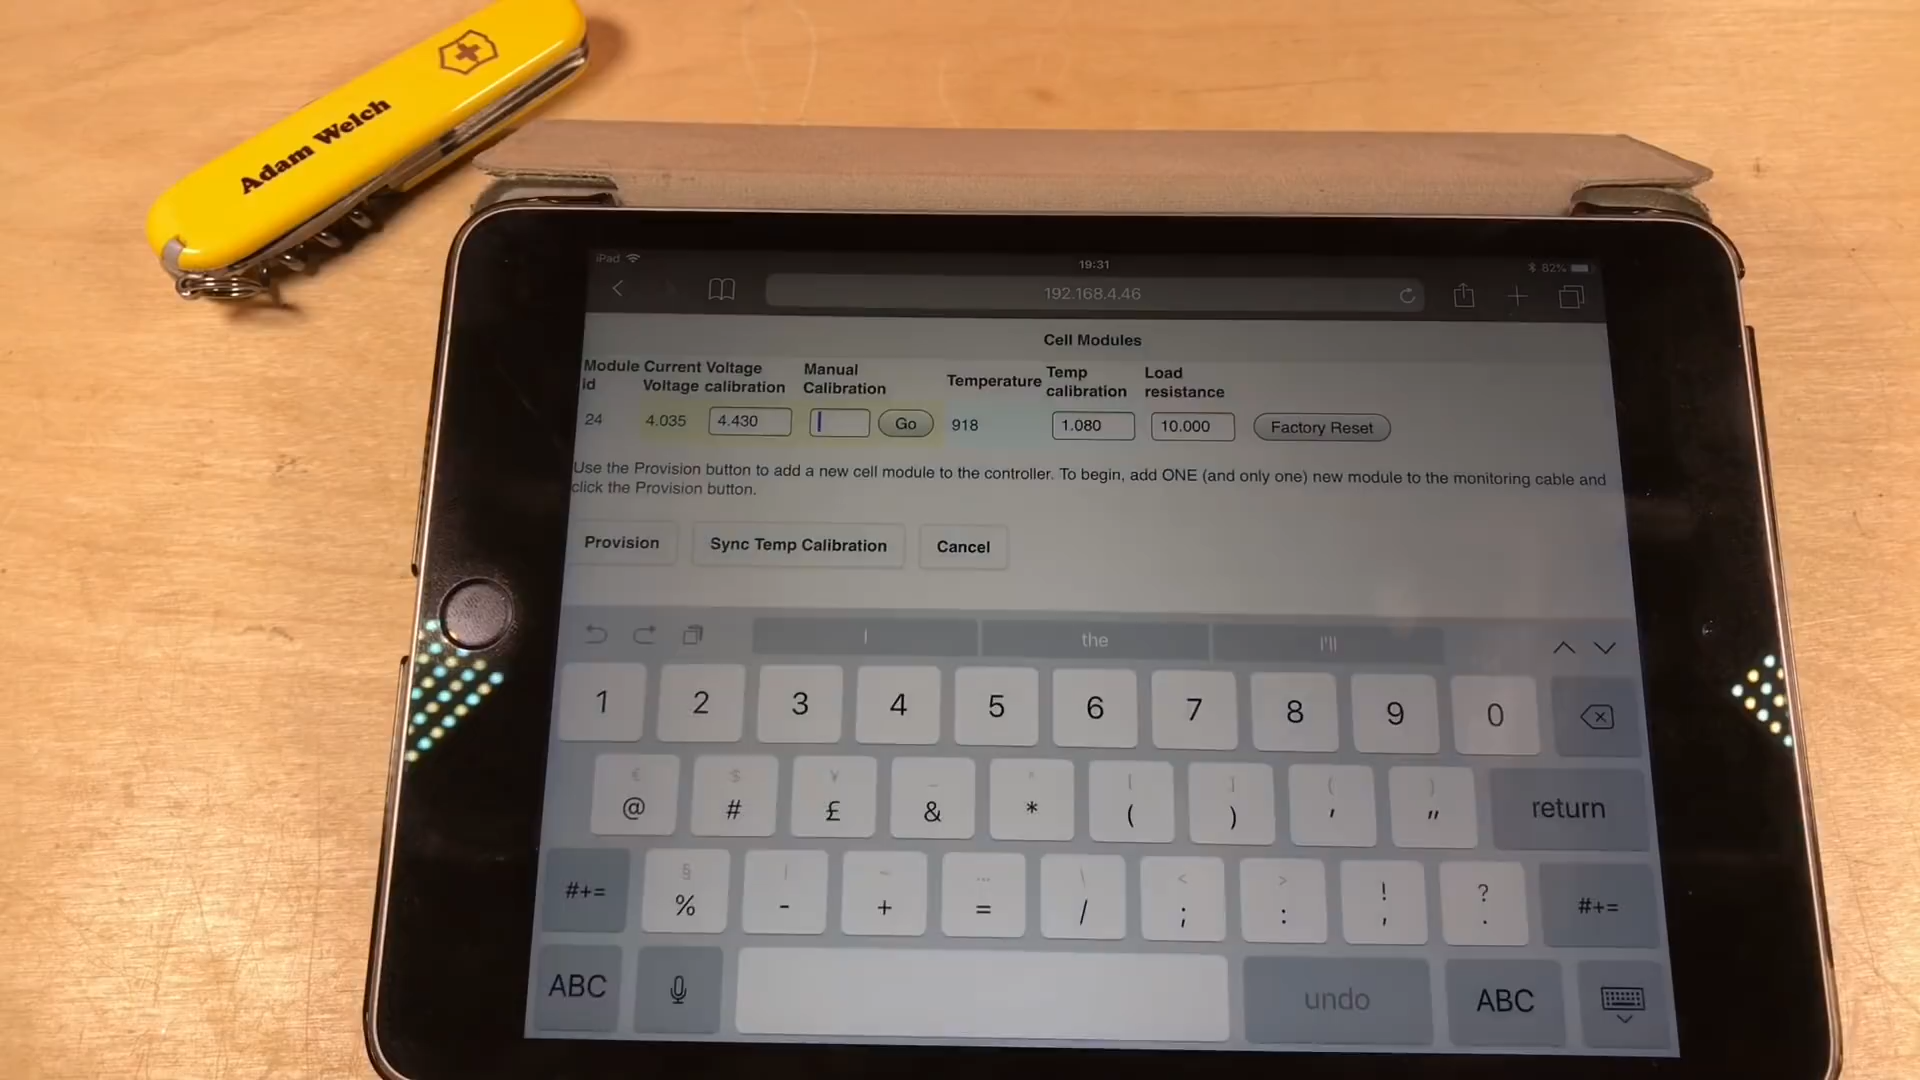 Adam Welch
iPad
19:31
82%
192.168.4.46
Cell Modules
Module Current Voltage Manual Temperature Temp Load
id Voltage calibration Calibration calibration resistance
24 4.035 4.430 Go 918 1.080 10.000 Factory Reset
Use the Provision button to add a new cell module to the controller. To begin, add ONE (and only one) new module to the monitoring cable and
click the Provision button.
Provision Sync Temp Calibration Cancel
I the I'll
1 2 3 4 5 6 7 8 9 0
€ $ ¥ _ ^ [ ] { }
@ # £ & * ( ) ' " return
§ | ~ … \ < > ! ?
#+= % - + = / ; : , . #+=
ABC undo ABC